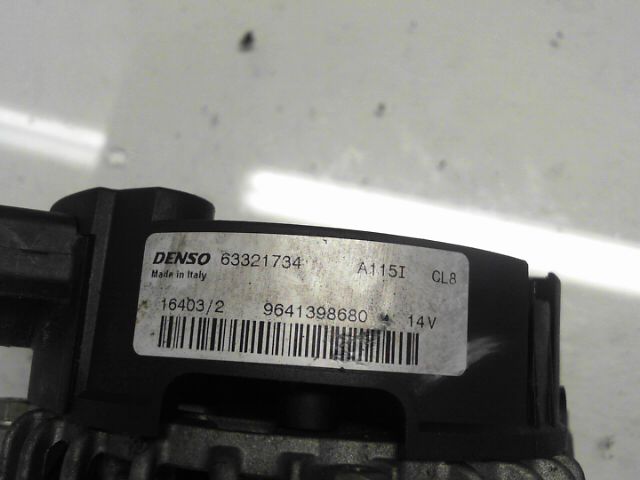 DENSO 63321734 A115I CL8
Made in Italy
16403/2 9641398680 14V